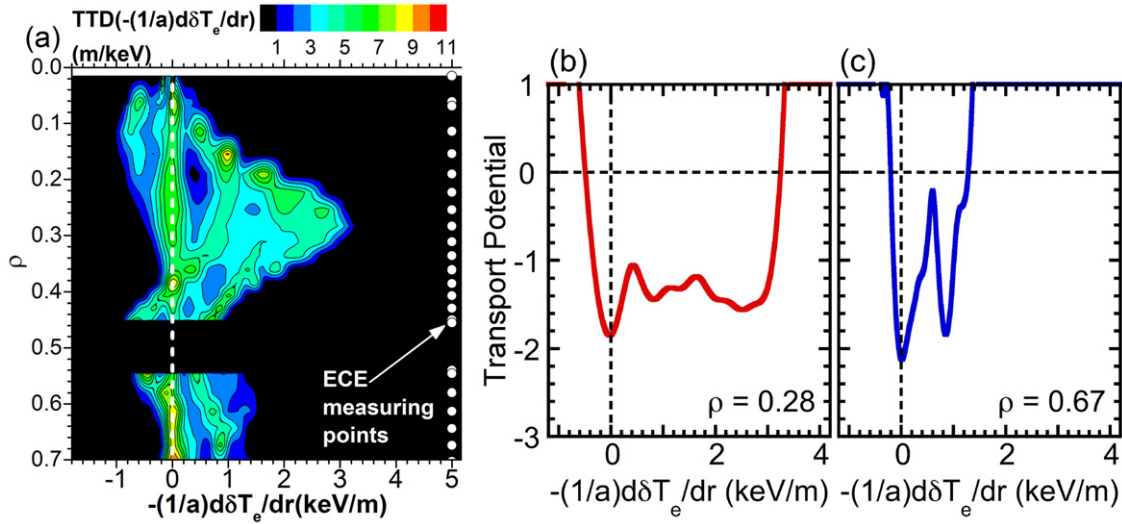 TTD(-(1/a)dδTₑ/dr)
(m/keV)
1 3 5 7 9 11
(a)
0.0
0.1
0.2
0.3
0.4
0.5
0.6
0.7
ρ
ECE
measuring
points
-1 0 1 2 3 4 5
-(1/a)dδTₑ/dr(keV/m)
(b)
1
0
-1
-2
-3
Transport Potential
ρ = 0.28
0 2 4
-(1/a)dδTₑ/dr (keV/m)
(c)
ρ = 0.67
0 2 4
-(1/a)dδTₑ/dr (keV/m)